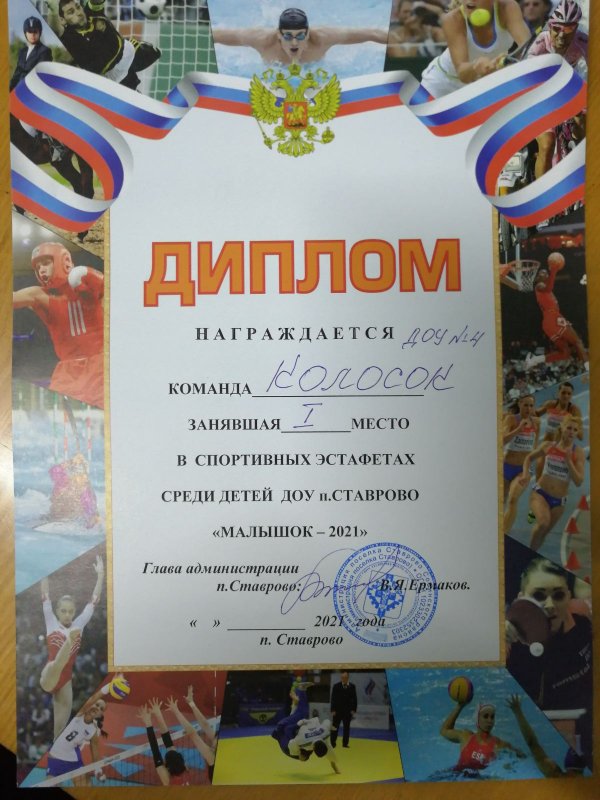 ДИПЛОМ
НАГРАЖДАЕТСЯ ДОУ №4
КОМАНДА КОЛОСОК
ЗАНЯВШАЯ I МЕСТО
В СПОРТИВНЫХ ЭСТАФЕТАХ
СРЕДИ ДЕТЕЙ ДОУ п.СТАВРОВО
«МАЛЫШОК – 2021»
Глава администрации
п.Ставрово: В.Я.Ермаков.
« » __________ 2021 года
п. Ставрово